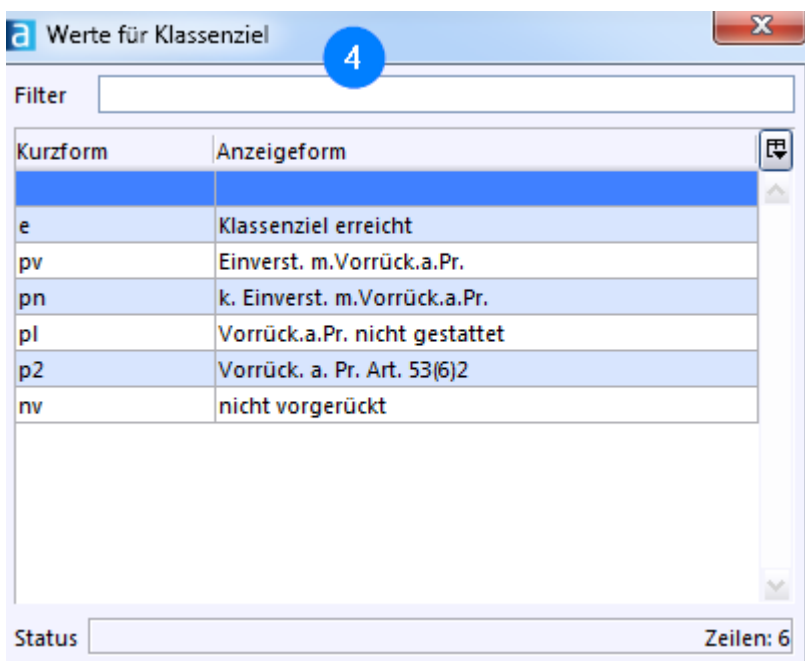 a Werte für Klassenziel
4
Filter
Kurzform Anzeigeform
e Klassenziel erreicht
pv Einverst. m.Vorrück.a.Pr.
pn k. Einverst. m.Vorrück.a.Pr.
pl Vorrück.a.Pr. nicht gestattet
p2 Vorrück. a. Pr. Art. 53(6)2
nv nicht vorgerückt
Status Zeilen: 6